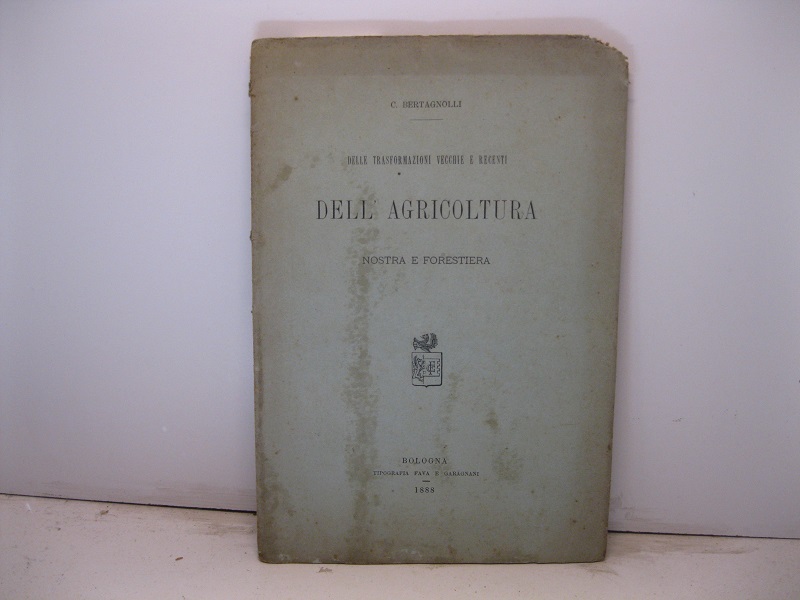 C. BERTAGNOLLI
DELLE TRASFORMAZIONI VECCHIE E RECENTI
DELL' AGRICOLTURA
NOSTRA E FORESTIERA
BOLOGNA
TIPOGRAFIA FAVA E GARAGNANI
1888